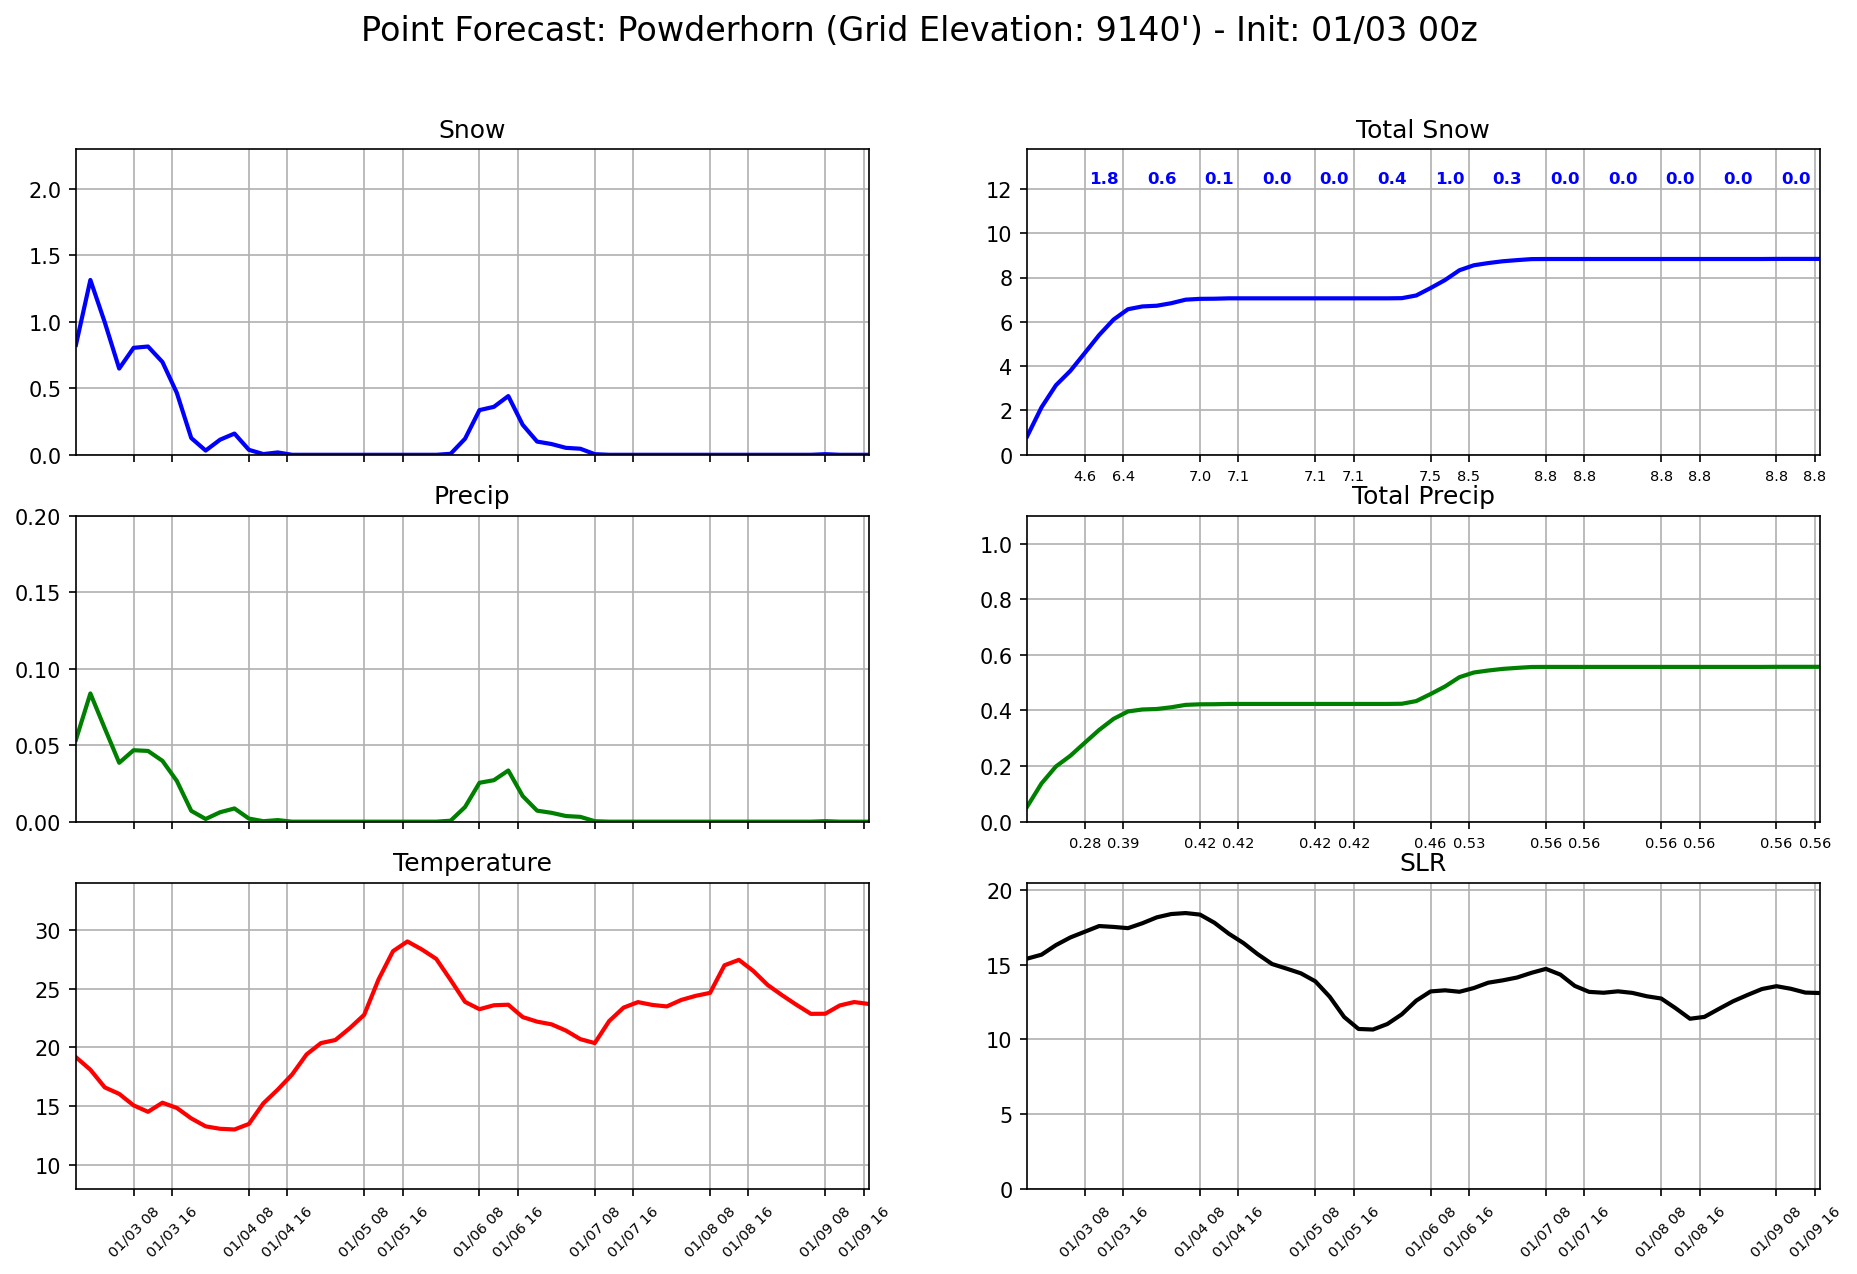 Point Forecast: Powderhorn (Grid Elevation: 9140') - Init: 01/03 00z
Snow
2.0
1.5
1.0
0.5
0.0
Total Snow
1.8 0.6 0.1 0.0 0.0 0.4 1.0 0.3 0.0 0.0 0.0 0.0 0.0
12
10
8
6
4
2
0
4.6 6.4 7.0 7.1 7.1 7.1 7.5 8.5 8.8 8.8 8.8 8.8 8.8 8.8
Precip
0.20
0.15
0.10
0.05
0.00
Total Precip
1.0
0.8
0.6
0.4
0.2
0.0
0.28 0.39 0.42 0.42 0.42 0.42 0.46 0.53 0.56 0.56 0.56 0.56 0.56 0.56
Temperature
30
25
20
15
10
01/03 08 01/03 16 01/04 08 01/04 16 01/05 08 01/05 16 01/06 08 01/06 16 01/07 08 01/07 16 01/08 08 01/08 16 01/09 08 01/09 16
SLR
20
15
10
5
0
01/03 08 01/03 16 01/04 08 01/04 16 01/05 08 01/05 16 01/06 08 01/06 16 01/07 08 01/07 16 01/08 08 01/08 16 01/09 08 01/09 16